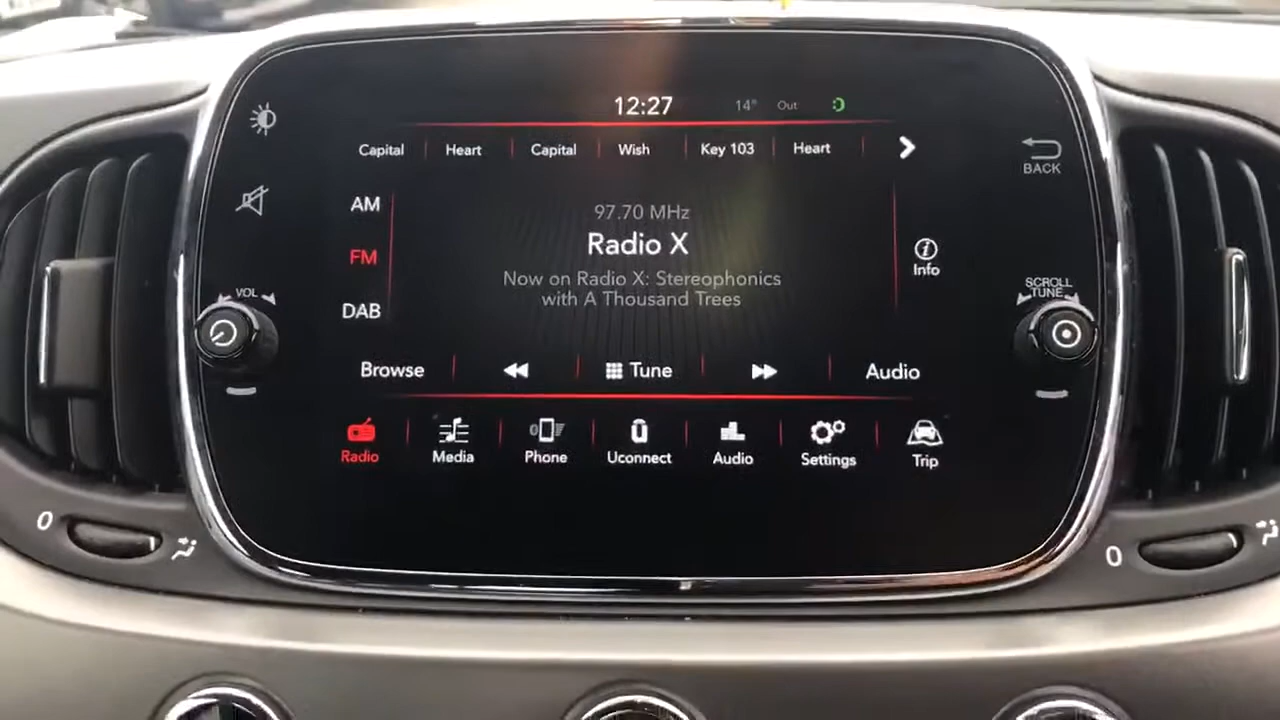 12:27 14° Out
Capital Heart Capital Wish Key 103 Heart
BACK
AM
97.70 MHz
Radio X
FM
Info
Now on Radio X: Stereophonics
with A Thousand Trees
VOL
SCROLL
TUNE
DAB
Browse Tune Audio
Radio Media Phone Uconnect Audio Settings Trip
0
0